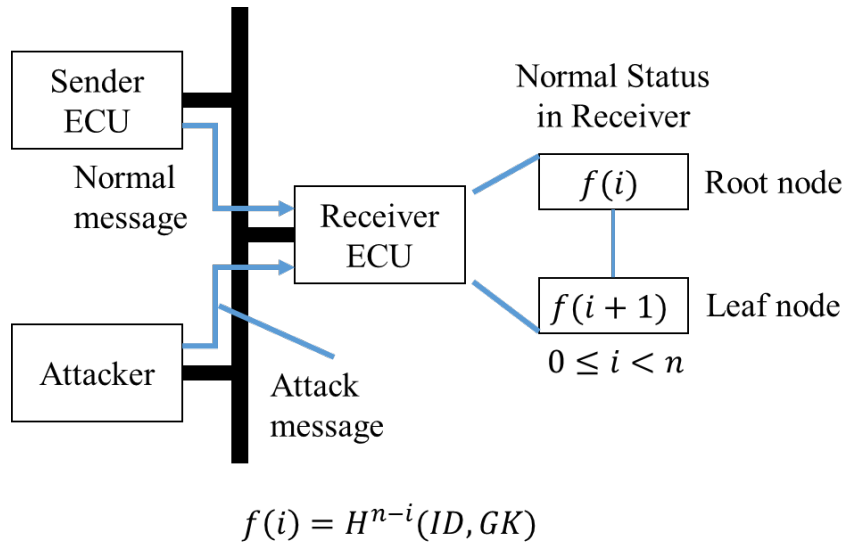 Sender
ECU
Normal
message
Attacker
Attack
message
Receiver
ECU
Normal Status
in Receiver
f(i)
Root node
f(i + 1)
Leaf node
0 ≤ i < n
f(i) = H^{n−i}(ID, GK)